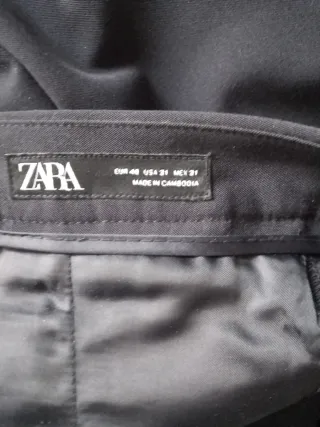 ZARA
EUR 40 USA 31 MEX 31
MADE IN CAMBODIA